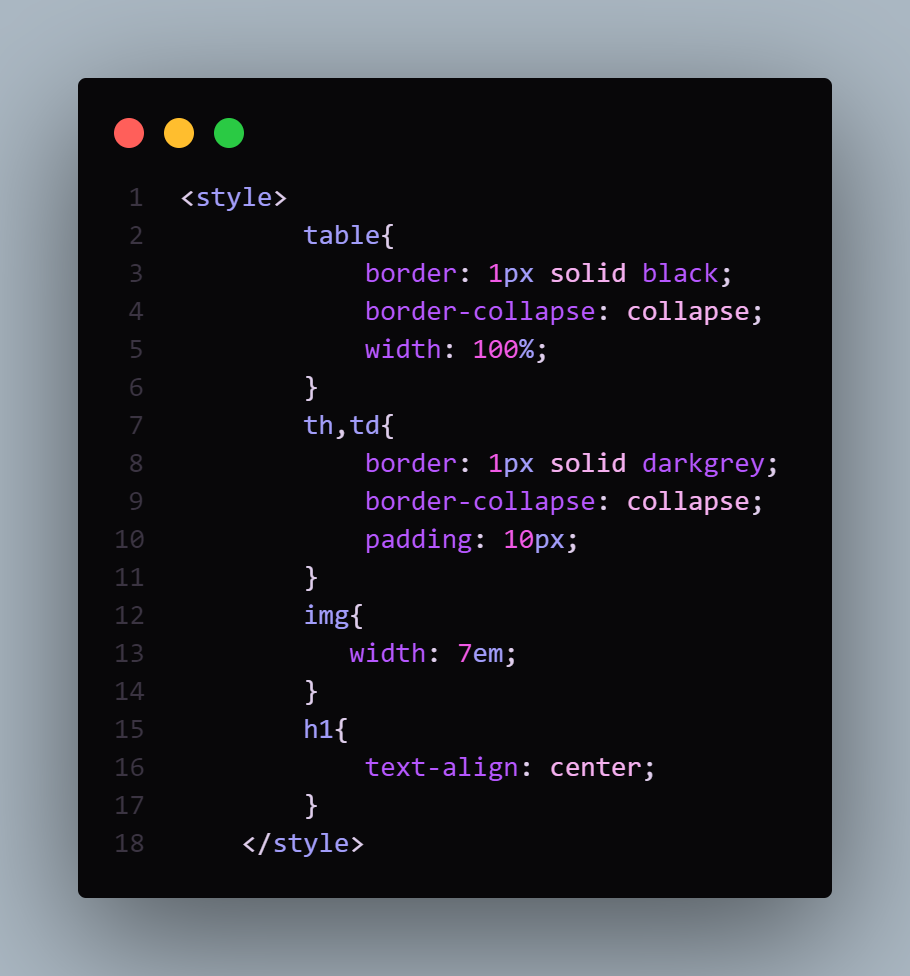 1 <style>
2 table{
3 border: 1px solid black;
4 border-collapse: collapse;
5 width: 100%;
6 }
7 th,td{
8 border: 1px solid darkgrey;
9 border-collapse: collapse;
10 padding: 10px;
11 }
12 img{
13 width: 7em;
14 }
15 h1{
16 text-align: center;
17 }
18 </style>